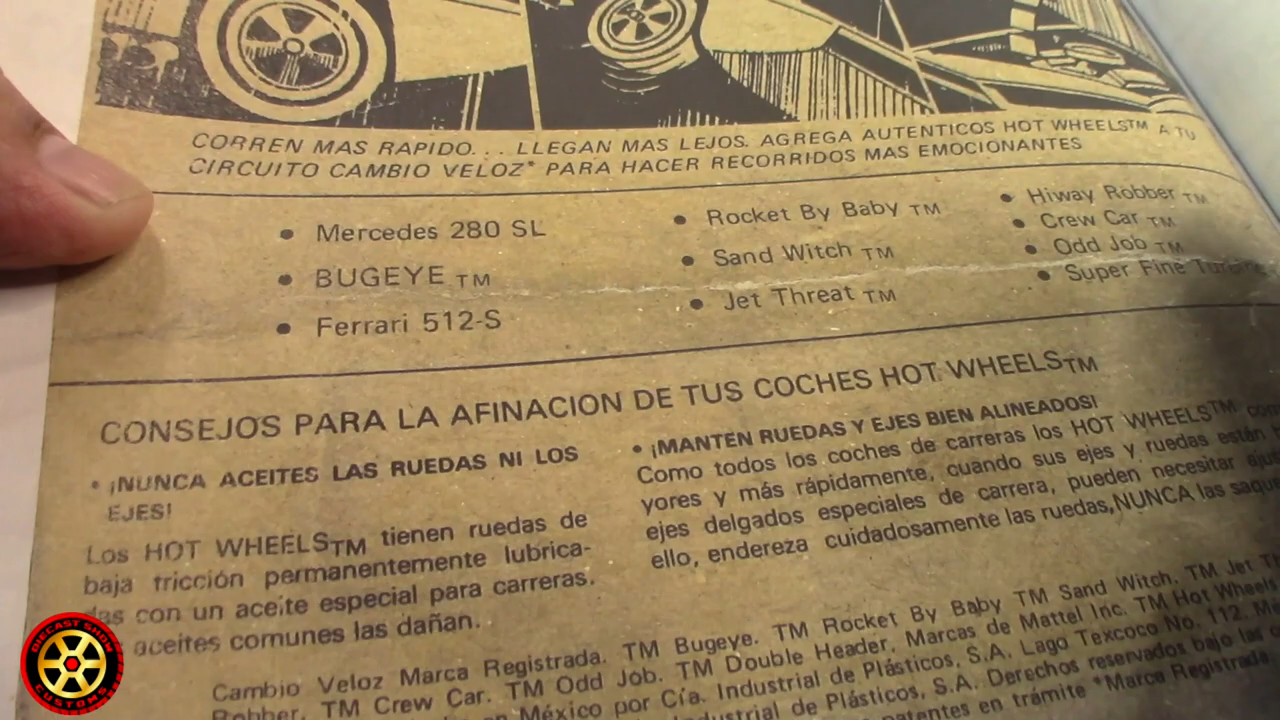 CORREN MAS RAPIDO. . . LLEGAN MAS LEJOS. AGREGA AUTENTICOS HOT WHEELS™ A TU
CIRCUITO CAMBIO VELOZ* PARA HACER RECORRIDOS MAS EMOCIONANTES
• Mercedes 280 SL
• BUGEYE TM
• Ferrari 512-S
• Rocket By Baby TM
• Sand Witch TM
• Jet Threat TM
• Hiway Robber TM
• Crew Car TM
• Odd Job TM
• Super Fine
CONSEJOS PARA LA AFINACION DE TUS COCHES HOT WHEELS™
• ¡NUNCA ACEITES LAS RUEDAS NI LOS
EJES!
Los HOT WHEELS™ tienen ruedas de
baja fricción permanentemente lubrica-
das con un aceite especial para carreras.
aceites comunes las dañan.
• ¡MANTEN RUEDAS Y EJES BIEN ALINEADOS!
Como todos los coches de carreras los HOT WHEELS™
yores y más rápidamente, cuando sus ejes y ruedas están
ejes delgados especiales de carrera, pueden necesitar
ello, endereza cuidadosamente las ruedas,NUNCA las
Cambio Veloz Marca Registrada. TM Bugeye. TM Rocket By Baby TM Sand Witch. TM Jet
Robber, TM Crew Car. TM Odd Job. TM Double Header, Marcas de Mattel Inc. TM Hot Wheels
en México por Cía. Industrial de Plásticos, S.A. Lago Texcoco No. 112.
de Plásticos, S.A. Derechos reservados bajo las
patentes en trámite *Marca Registrada.
DIECAST SHOW
CUSTOMS